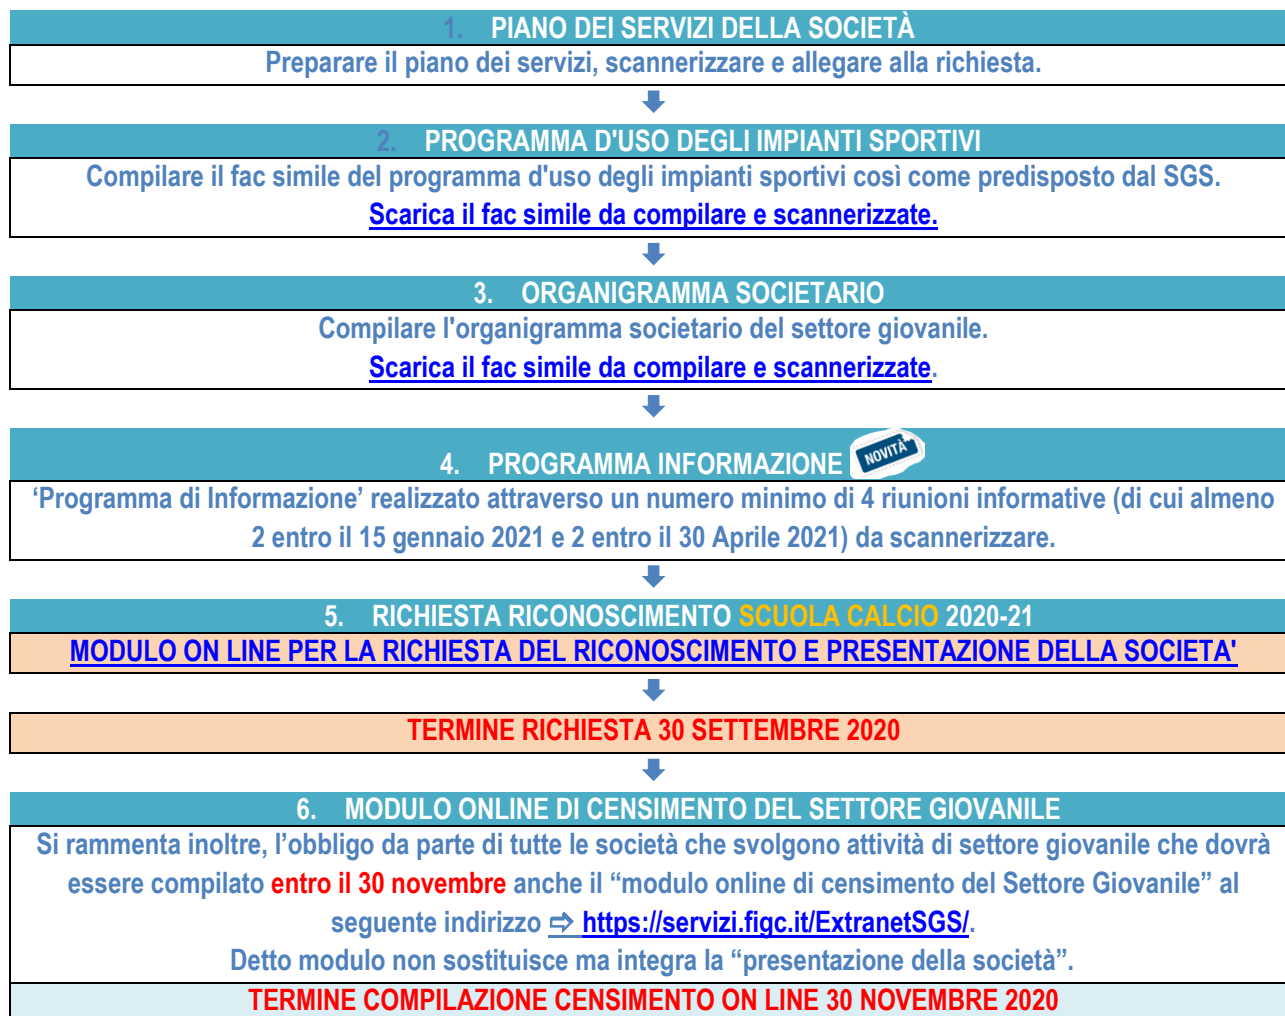 1. PIANO DEI SERVIZI DELLA SOCIETÀ
Preparare il piano dei servizi, scannerizzare e allegare alla richiesta.
2. PROGRAMMA D'USO DEGLI IMPIANTI SPORTIVI
Compilare il fac simile del programma d'uso degli impianti sportivi così come predisposto dal SGS.
Scarica il fac simile da compilare e scannerizzate.
3. ORGANIGRAMMA SOCIETARIO
Compilare l'organigramma societario del settore giovanile.
Scarica il fac simile da compilare e scannerizzate.
4. PROGRAMMA INFORMAZIONE NOVITÀ
‘Programma di Informazione’ realizzato attraverso un numero minimo di 4 riunioni informative (di cui almeno
2 entro il 15 gennaio 2021 e 2 entro il 30 Aprile 2021) da scannerizzare.
5. RICHIESTA RICONOSCIMENTO SCUOLA CALCIO 2020-21
MODULO ON LINE PER LA RICHIESTA DEL RICONOSCIMENTO E PRESENTAZIONE DELLA SOCIETA'
TERMINE RICHIESTA 30 SETTEMBRE 2020
6. MODULO ONLINE DI CENSIMENTO DEL SETTORE GIOVANILE
Si rammenta inoltre, l’obbligo da parte di tutte le società che svolgono attività di settore giovanile che dovrà
essere compilato entro il 30 novembre anche il “modulo online di censimento del Settore Giovanile” al
seguente indirizzo ⇨ https://servizi.figc.it/ExtranetSGS/.
Detto modulo non sostituisce ma integra la “presentazione della società”.
TERMINE COMPILAZIONE CENSIMENTO ON LINE 30 NOVEMBRE 2020